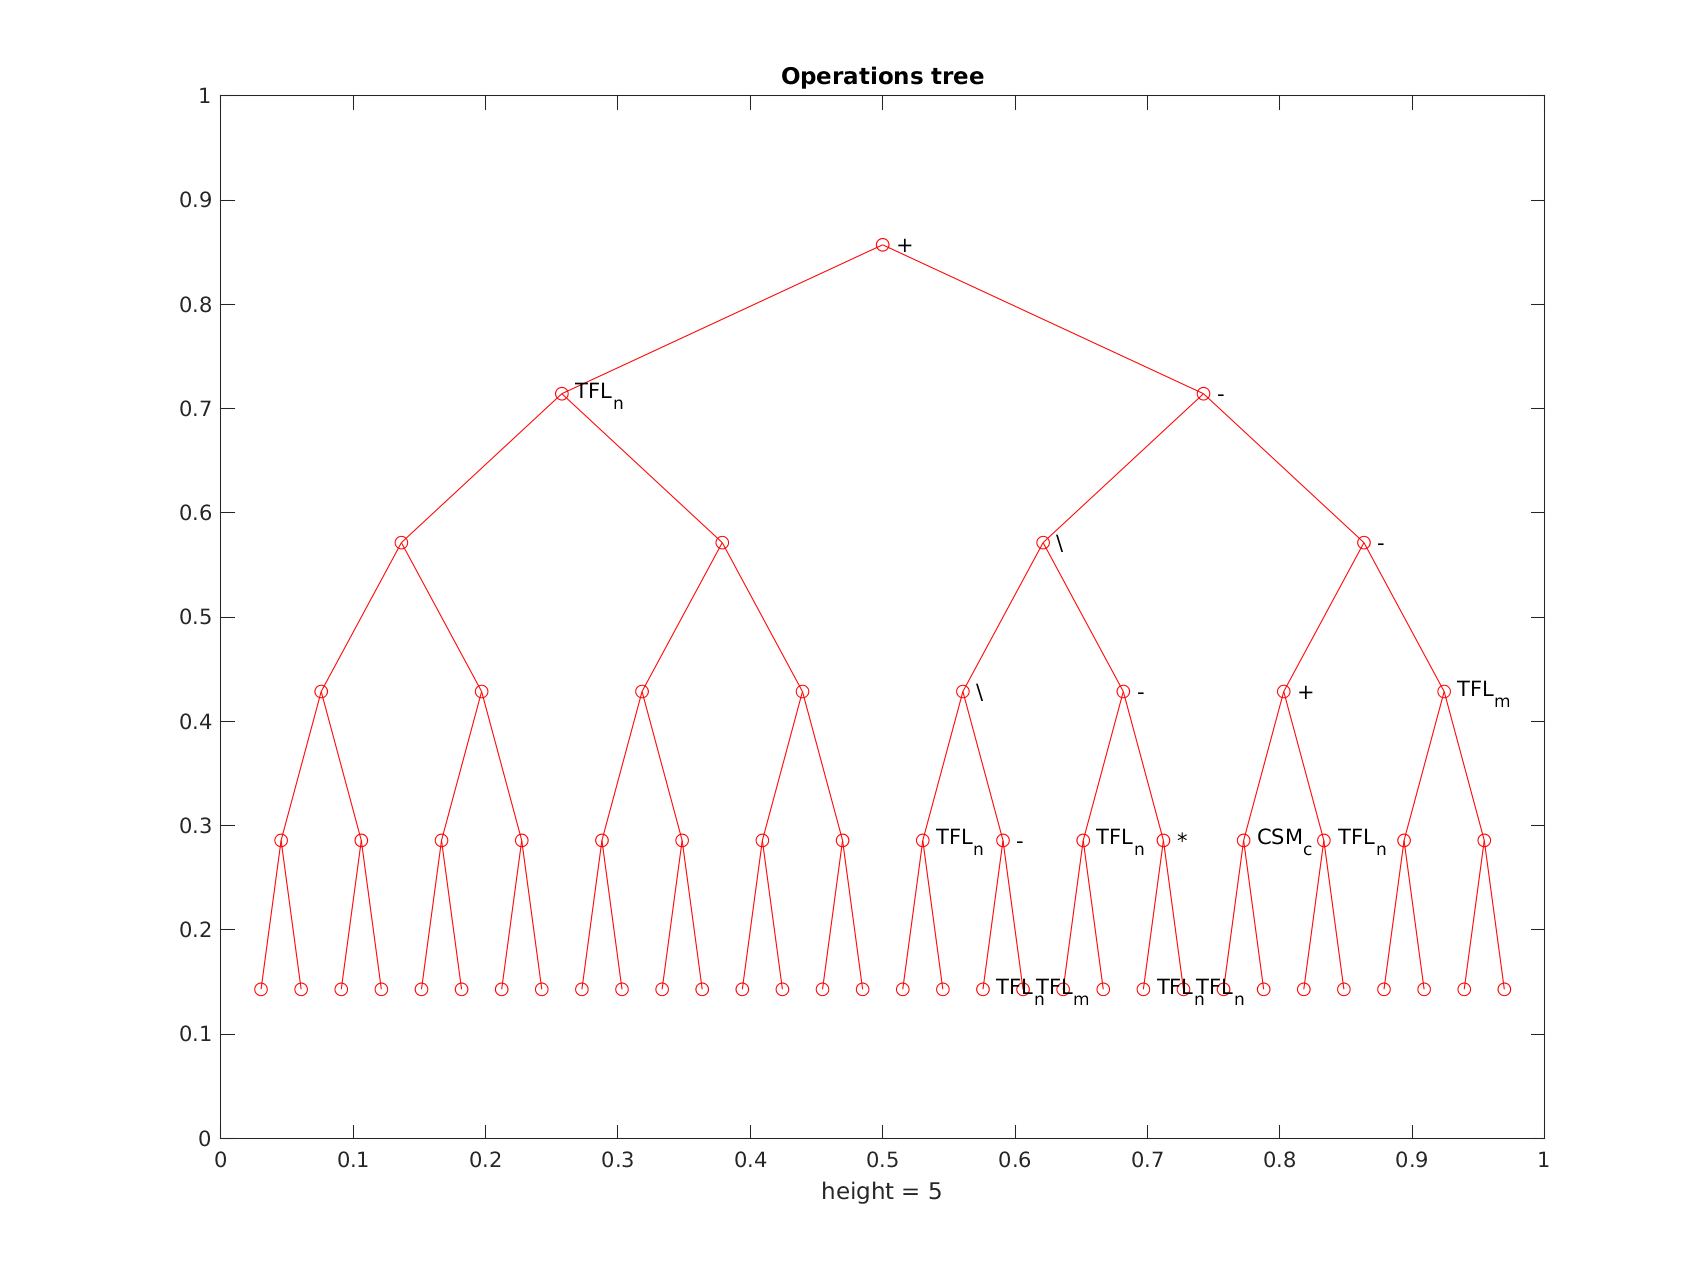 Operations tree
1
+
0.9
0.8
TFLn -
0.7
0.6
\ -
0.5
\ - + TFLm
0.4
0.3
TFLn - TFLn * CSMc TFLn
0.2
TFLn TFLm TFLn TFLn
0.1
0
0 0.1 0.2 0.3 0.4 0.5 0.6 0.7 0.8 0.9 1
height = 5